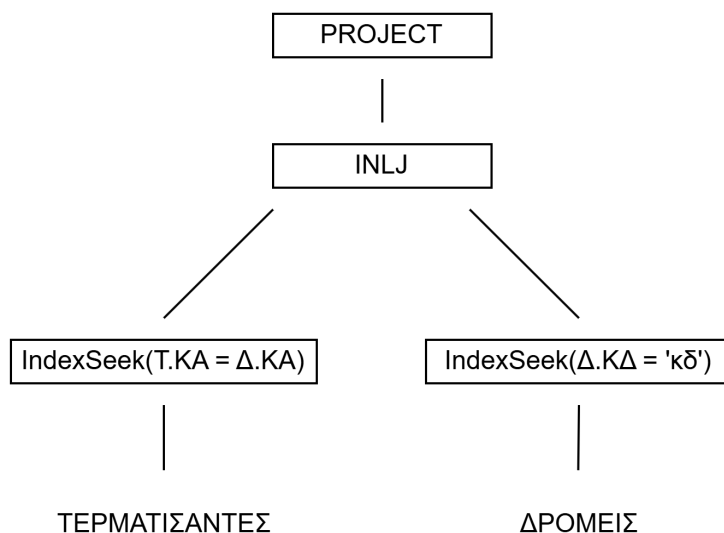 PROJECT
INLJ
IndexSeek(Τ.ΚΑ = Δ.ΚΑ)
IndexSeek(Δ.ΚΔ = 'κδ')
ΤΕΡΜΑΤΙΣΑΝΤΕΣ
ΔΡΟΜΕΙΣ